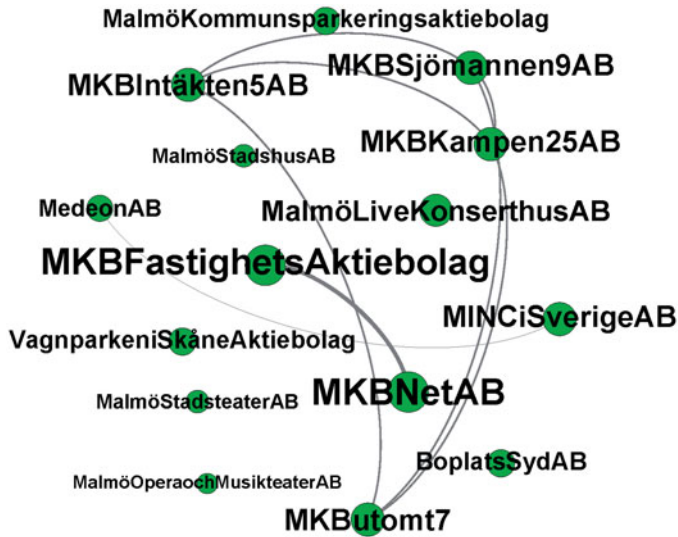 MalmöKommunsparkeringsaktiebolag
MKBSjömannen9AB
MKBIntäkten5AB
MKBKampen25AB
MalmöStadshusAB
MedeonAB
MalmöLiveKonserthusAB
MKBFastighetsAktiebolag
MINCiSverigeAB
VagnparkeniSkåneAktiebolag
MKBNetAB
MalmöStadsteaterAB
BoplatsSydAB
MalmöOperaochMusikteaterAB
MKButomt7